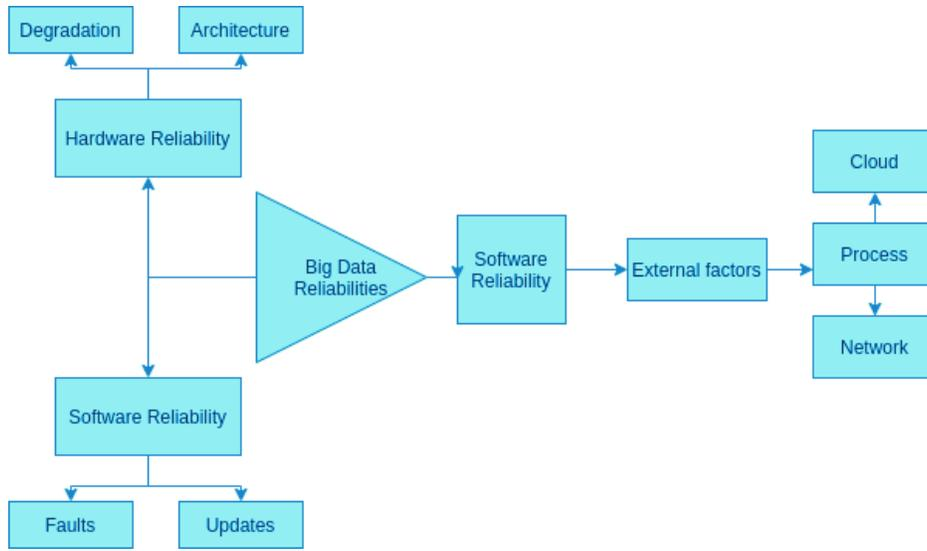 Degradation
Architecture
Hardware Reliability
Cloud
Big Data
Reliabilities
Software
Reliability
External factors
Process
Network
Software Reliability
Faults
Updates